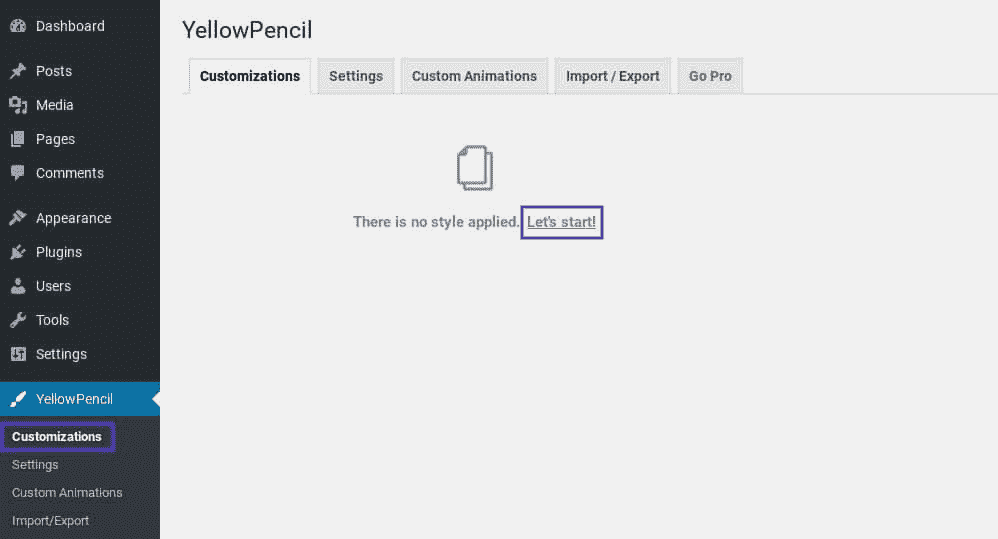 Dashboard
Posts
Media
Pages
Comments
Appearance
Plugins
Users
Tools
Settings
YellowPencil
Customizations
Settings
Custom Animations
Import/Export
YellowPencil
Customizations Settings Custom Animations Import / Export Go Pro
There is no style applied. Let's start!